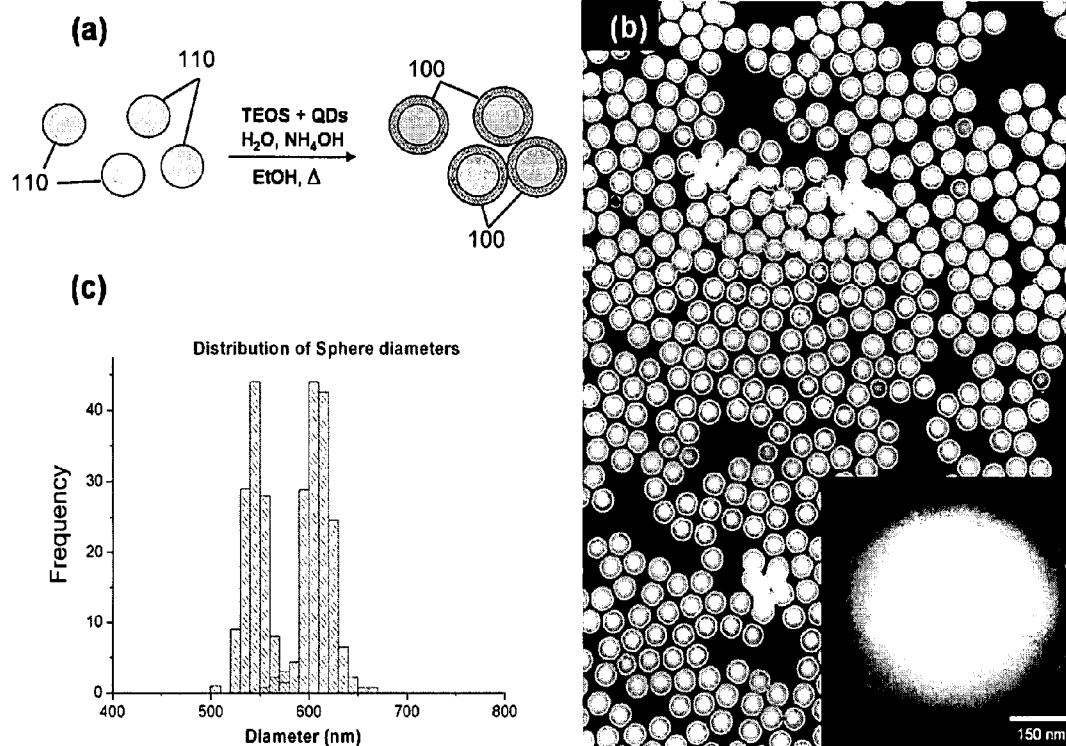 (a)
110
100
TEOS + QDs
H₂O, NH₄OH
EtOH, Δ
110
100
(b)
150 nm
(c)
Distribution of Sphere diameters
Frequency
40
30
20
10
0
400
500
600
700
800
Diameter (nm)